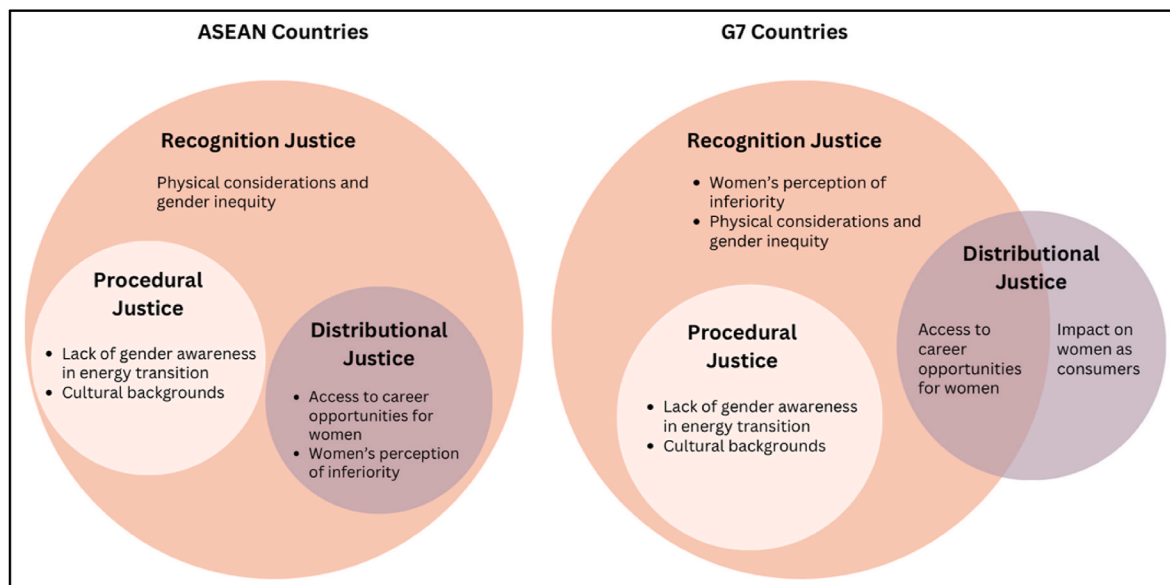 ASEAN Countries
Recognition Justice
Physical considerations and
gender inequity
Procedural
Justice
• Lack of gender awareness
in energy transition
• Cultural backgrounds
Distributional
Justice
• Access to career
opportunities for
women
• Women's perception
of inferiority
G7 Countries
Recognition Justice
• Women's perception of
inferiority
• Physical considerations and
gender inequity
Procedural
Justice
• Lack of gender awareness
in energy transition
• Cultural backgrounds
Distributional
Justice
Access to
career
opportunities
for women
Impact on
women as
consumers